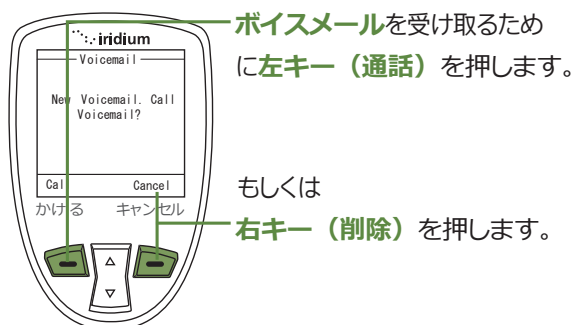 iridium
Voicemail
New Voicemail. Call
Voicemail?
Cal Cancel
かける キャンセル
ボイスメールを受け取るため
に左キー（通話）を押します。
もしくは
右キー（削除）を押します。